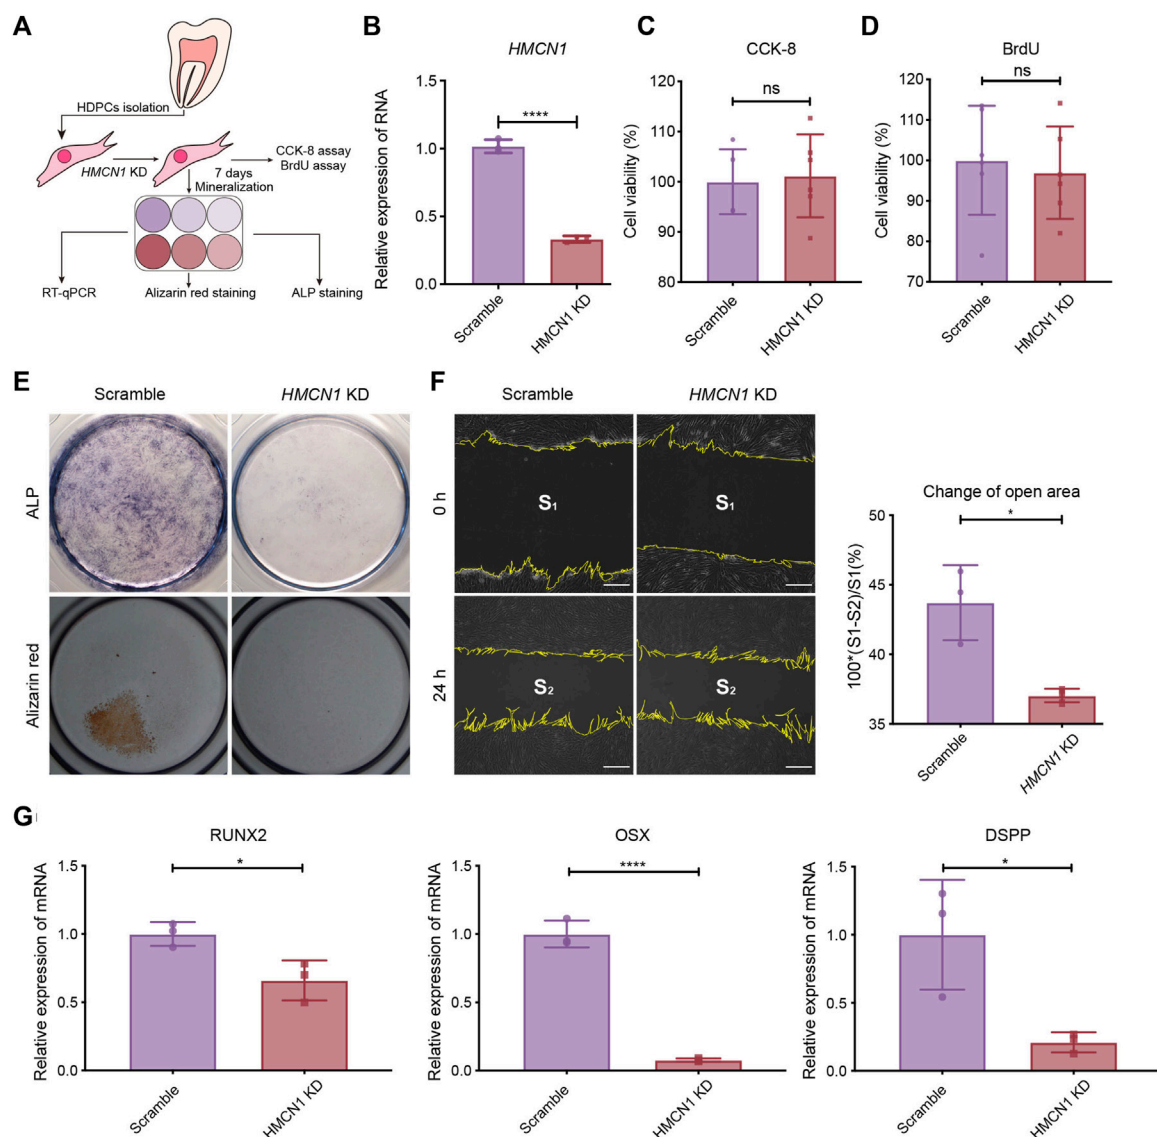 A
HDPCs isolation
HMCN1 KD
7 days
Mineralization
CCK-8 assay
BrdU assay
RT-qPCR
Alizarin red staining
ALP staining
B
HMCN1
Relative expression of RNA
1.5
1.0
0.5
0.0
****
Scramble
HMCN1 KD
C
CCK-8
Cell viability (%)
120
110
100
90
80
ns
Scramble
HMCN1 KD
D
BrdU
Cell viability (%)
120
110
100
90
80
70
ns
Scramble
HMCN1 KD
E
Scramble
HMCN1 KD
ALP
Alizarin red
F
Scramble
HMCN1 KD
0 h
S1
S1
24 h
S2
S2
Change of open area
100*(S1-S2)/S1(%)
50
45
40
35
*
Scramble
HMCN1 KD
G
RUNX2
Relative expression of mRNA
1.5
1.0
0.5
0.0
*
Scramble
HMCN1 KD
OSX
Relative expression of mRNA
1.5
1.0
0.5
0.0
****
Scramble
HMCN1 KD
DSPP
Relative expression of mRNA
1.5
1.0
0.5
0.0
*
Scramble
HMCN1 KD